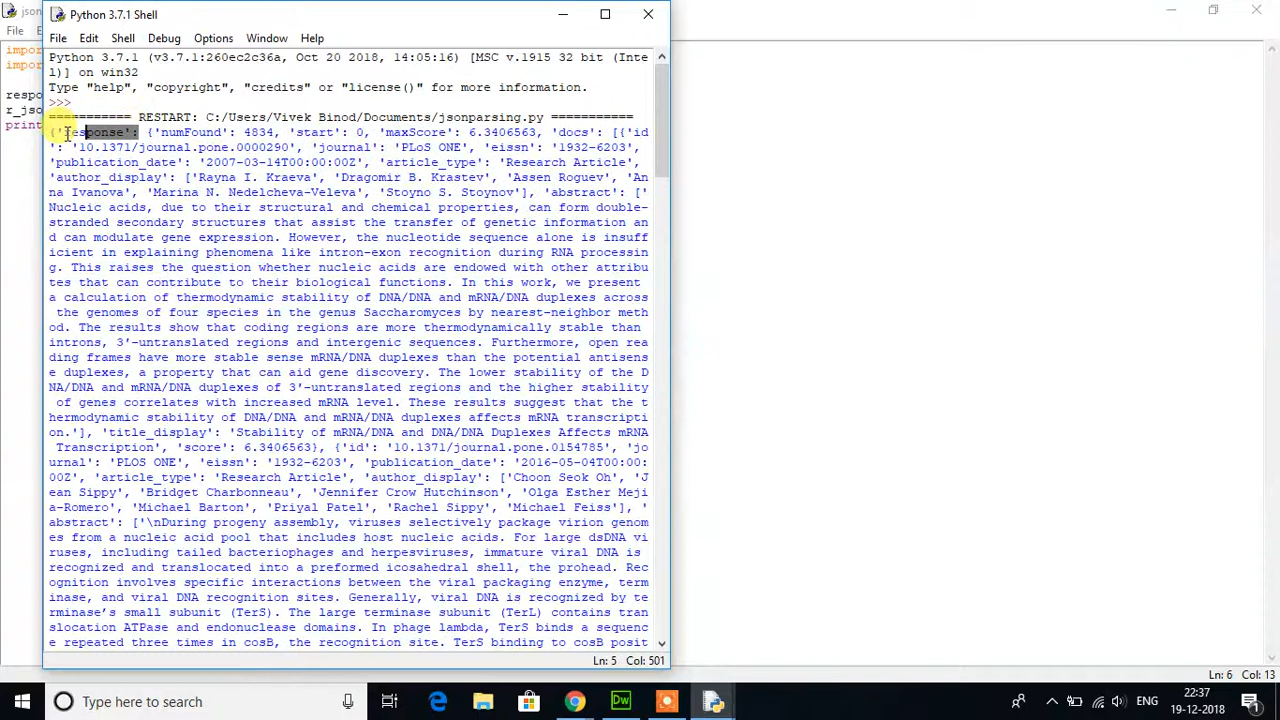 json
Python 3.7.1 Shell
File
File Edit Shell Debug Options Window Help
impor
impor
respo
r_jso
print
Python 3.7.1 (v3.7.1:260ec2c36a, Oct 20 2018, 14:05:16) [MSC v.1915 32 bit (Inte
l)] on win32
Type "help", "copyright", "credits" or "license()" for more information.
>>>
=========== RESTART: C:/Users/Vivek Binod/Documents/jsonparsing.py ===========
{'response': {'numFound': 4834, 'start': 0, 'maxScore': 6.3406563, 'docs': [{'id
': '10.1371/journal.pone.0000290', 'journal': 'PLoS ONE', 'eissn': '1932-6203',
'publication_date': '2007-03-14T00:00:00Z', 'article_type': 'Research Article',
'author_display': ['Rayna I. Kraeva', 'Dragomir B. Krastev', 'Assen Roguev', 'An
na Ivanova', 'Marina N. Nedelcheva-Veleva', 'Stoyno S. Stoynov'], 'abstract': ['
Nucleic acids, due to their structural and chemical properties, can form double-
stranded secondary structures that assist the transfer of genetic information an
d can modulate gene expression. However, the nucleotide sequence alone is insuff
icient in explaining phenomena like intron-exon recognition during RNA processin
g. This raises the question whether nucleic acids are endowed with other attribu
tes that can contribute to their biological functions. In this work, we present
a calculation of thermodynamic stability of DNA/DNA and mRNA/DNA duplexes across
the genomes of four species in the genus Saccharomyces by nearest-neighbor meth
od. The results show that coding regions are more thermodynamically stable than
introns, 3′-untranslated regions and intergenic sequences. Furthermore, open rea
ding frames have more stable sense mRNA/DNA duplexes than the potential antisens
e duplexes, a property that can aid gene discovery. The lower stability of the D
NA/DNA and mRNA/DNA duplexes of 3′-untranslated regions and the higher stability
of genes correlates with increased mRNA level. These results suggest that the t
hermodynamic stability of DNA/DNA and mRNA/DNA duplexes affects mRNA transcripti
on.'], 'title_display': 'Stability of mRNA/DNA and DNA/DNA Duplexes Affects mRNA
Transcription', 'score': 6.3406563}, {'id': '10.1371/journal.pone.0154785', 'jo
urnal': 'PLOS ONE', 'eissn': '1932-6203', 'publication_date': '2016-05-04T00:00:
00Z', 'article_type': 'Research Article', 'author_display': ['Choon Seok Oh', 'J
ean Sippy', 'Bridget Charbonneau', 'Jennifer Crow Hutchinson', 'Olga Esther Meji
a-Romero', 'Michael Barton', 'Priyal Patel', 'Rachel Sippy', 'Michael Feiss'], '
abstract': ['\nDuring progeny assembly, viruses selectively package virion genom
es from a nucleic acid pool that includes host nucleic acids. For large dsDNA vi
ruses, including tailed bacteriophages and herpesviruses, immature viral DNA is
recognized and translocated into a preformed icosahedral shell, the prohead. Rec
ognition involves specific interactions between the viral packaging enzyme, term
inase, and viral DNA recognition sites. Generally, viral DNA is recognized by te
rminase’s small subunit (TerS). The large terminase subunit (TerL) contains tran
slocation ATPase and endonuclease domains. In phage lambda, TerS binds a sequenc
e repeated three times in cosB, the recognition site. TerS binding to cosB posit
Ln: 5 Col: 501
Ln: 6 Col: 13
Type here to search
Dw
ENG
22:37
19-12-2018
1